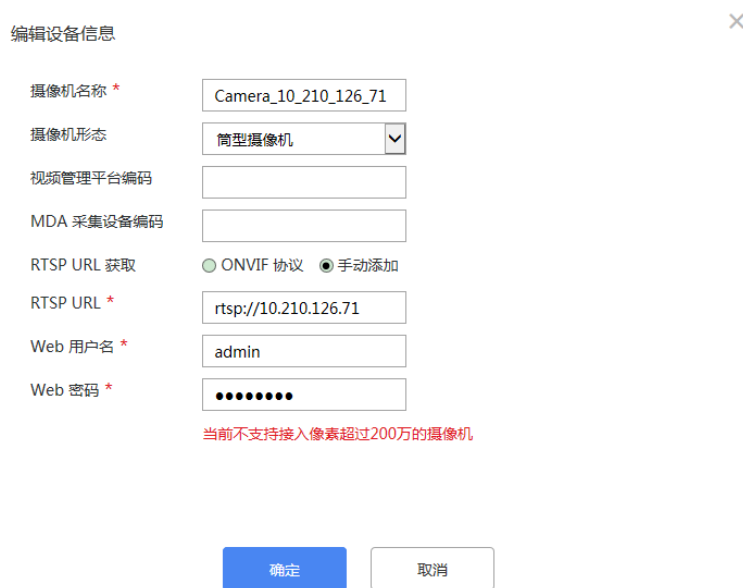 编辑设备信息
摄像机名称 * Camera_10_210_126_71
摄像机形态 筒型摄像机
视频管理平台编码
MDA 采集设备编码
RTSP URL 获取 ONVIF 协议 手动添加
RTSP URL * rtsp://10.210.126.71
Web 用户名 * admin
Web 密码 * ●●●●●●●●
当前不支持接入像素超过200万的摄像机
确定 取消